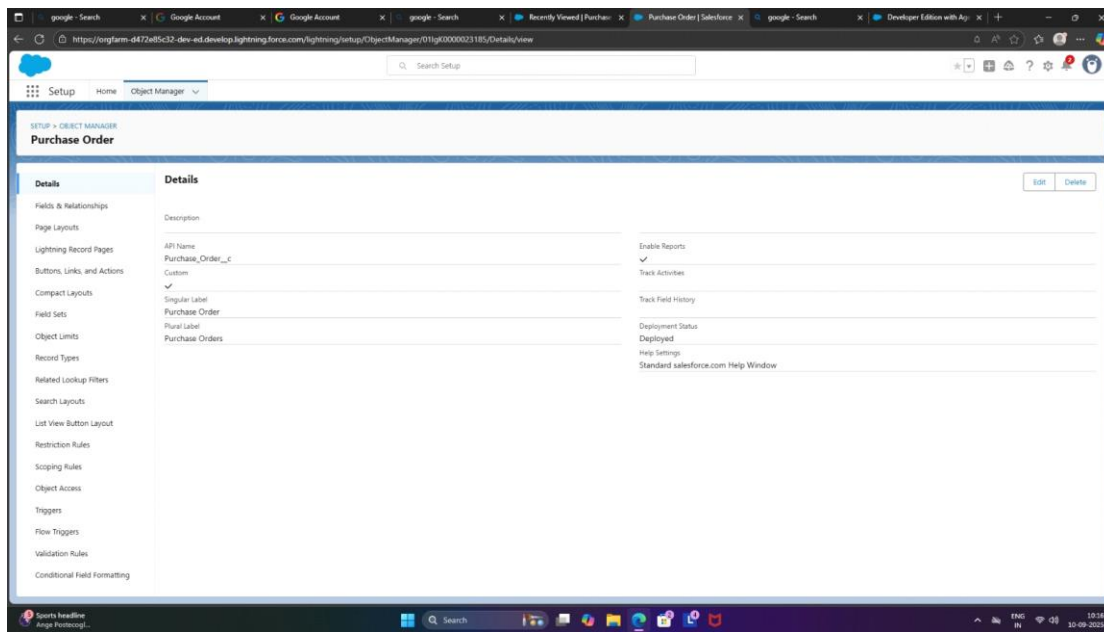 google - Search
Google Account
Google Account
google - Search
Recently Viewed | Purchase
Purchase Order | Salesforce
google - Search
Developer Edition with Ag
https://orgfarm-d472e85c32-dev-ed.develop.lightning.force.com/lightning/setup/ObjectManager/01IgK0000023185/Details/view
Search Setup
Setup
Home
Object Manager
SETUP > OBJECT MANAGER
Purchase Order
Details
Fields & Relationships
Page Layouts
Lightning Record Pages
Buttons, Links, and Actions
Compact Layouts
Field Sets
Object Limits
Record Types
Related Lookup Filters
Search Layouts
List View Button Layout
Restriction Rules
Scoping Rules
Object Access
Triggers
Flow Triggers
Validation Rules
Conditional Field Formatting
Details
Edit
Delete
Description
API Name
Purchase_Order__c
Custom
Singular Label
Purchase Order
Plural Label
Purchase Orders
Enable Reports
Track Activities
Track Field History
Deployment Status
Deployed
Help Settings
Standard salesforce.com Help Window
Sports headline
Ange Postecogl...
Search
ENG
IN
10:16
10-09-2025